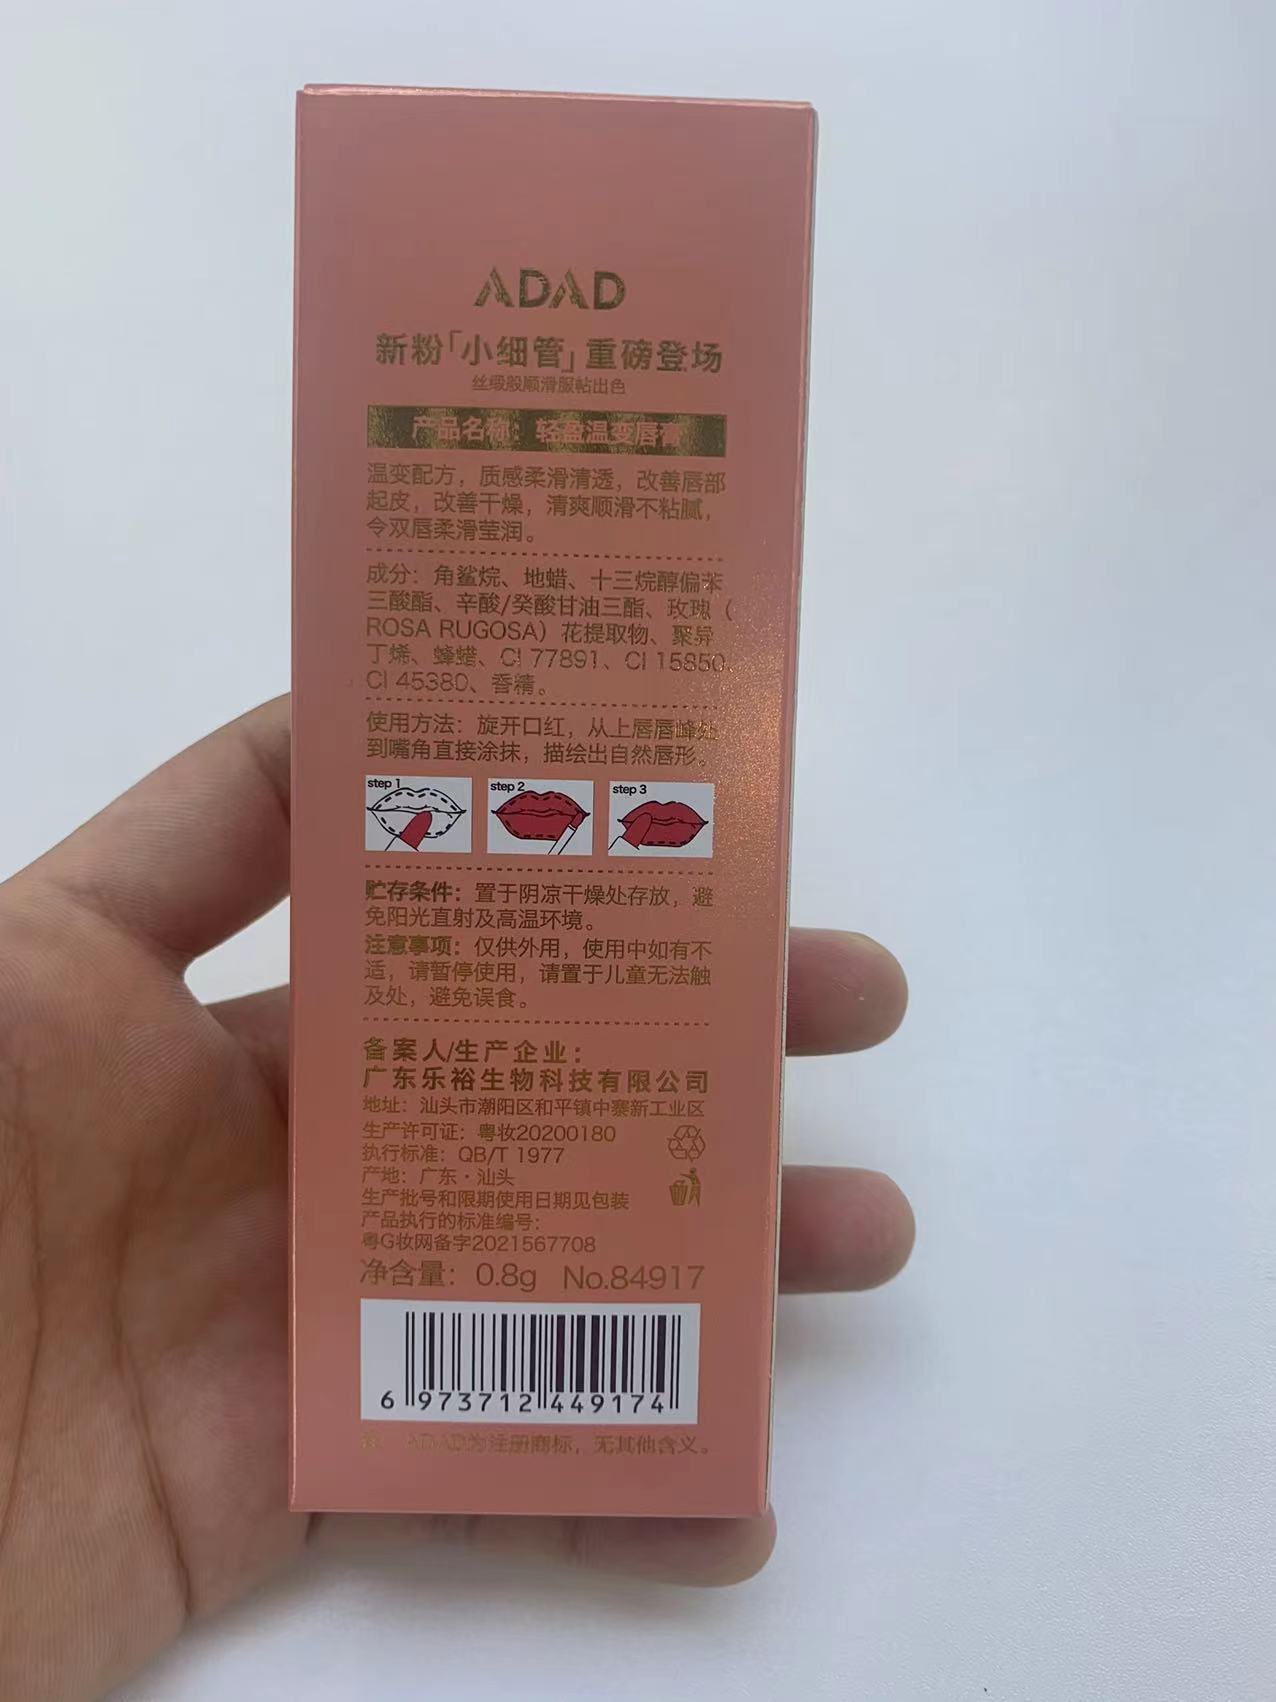 ADAD
新粉「小细管」重磅登场
丝缎般顺滑服帖出色
产品名称：轻盈温变唇膏
温变配方，质感柔滑清透，改善唇部
起皮，改善干燥，清爽顺滑不粘腻，
令双唇柔滑莹润。
成分：角鲨烷、地蜡、十三烷醇偏苯
三酸酯、辛酸/癸酸甘油三酯、玫瑰（
ROSA RUGOSA）花提取物、聚异
丁烯、蜂蜡、CI 77891、CI 15850、
CI 45380、香精。
使用方法：旋开口红，从上唇唇峰处
到嘴角直接涂抹，描绘出自然唇形。
step 1 step 2 step 3
贮存条件：置于阴凉干燥处存放，避
免阳光直射及高温环境。
注意事项：仅供外用，使用中如有不
适，请暂停使用，请置于儿童无法触
及处，避免误食。
备案人/生产企业：
广东乐裕生物科技有限公司
地址：汕头市潮阳区和平镇中寨新工业区
生产许可证：粤妆20200180
执行标准：QB/T 1977
产地：广东·汕头
生产批号和限期使用日期见包装
产品执行的标准编号：
粤G妆网备字2021567708
净含量：0.8g No.84917
6 973712 449174
ADAD为注册商标，无其他含义。